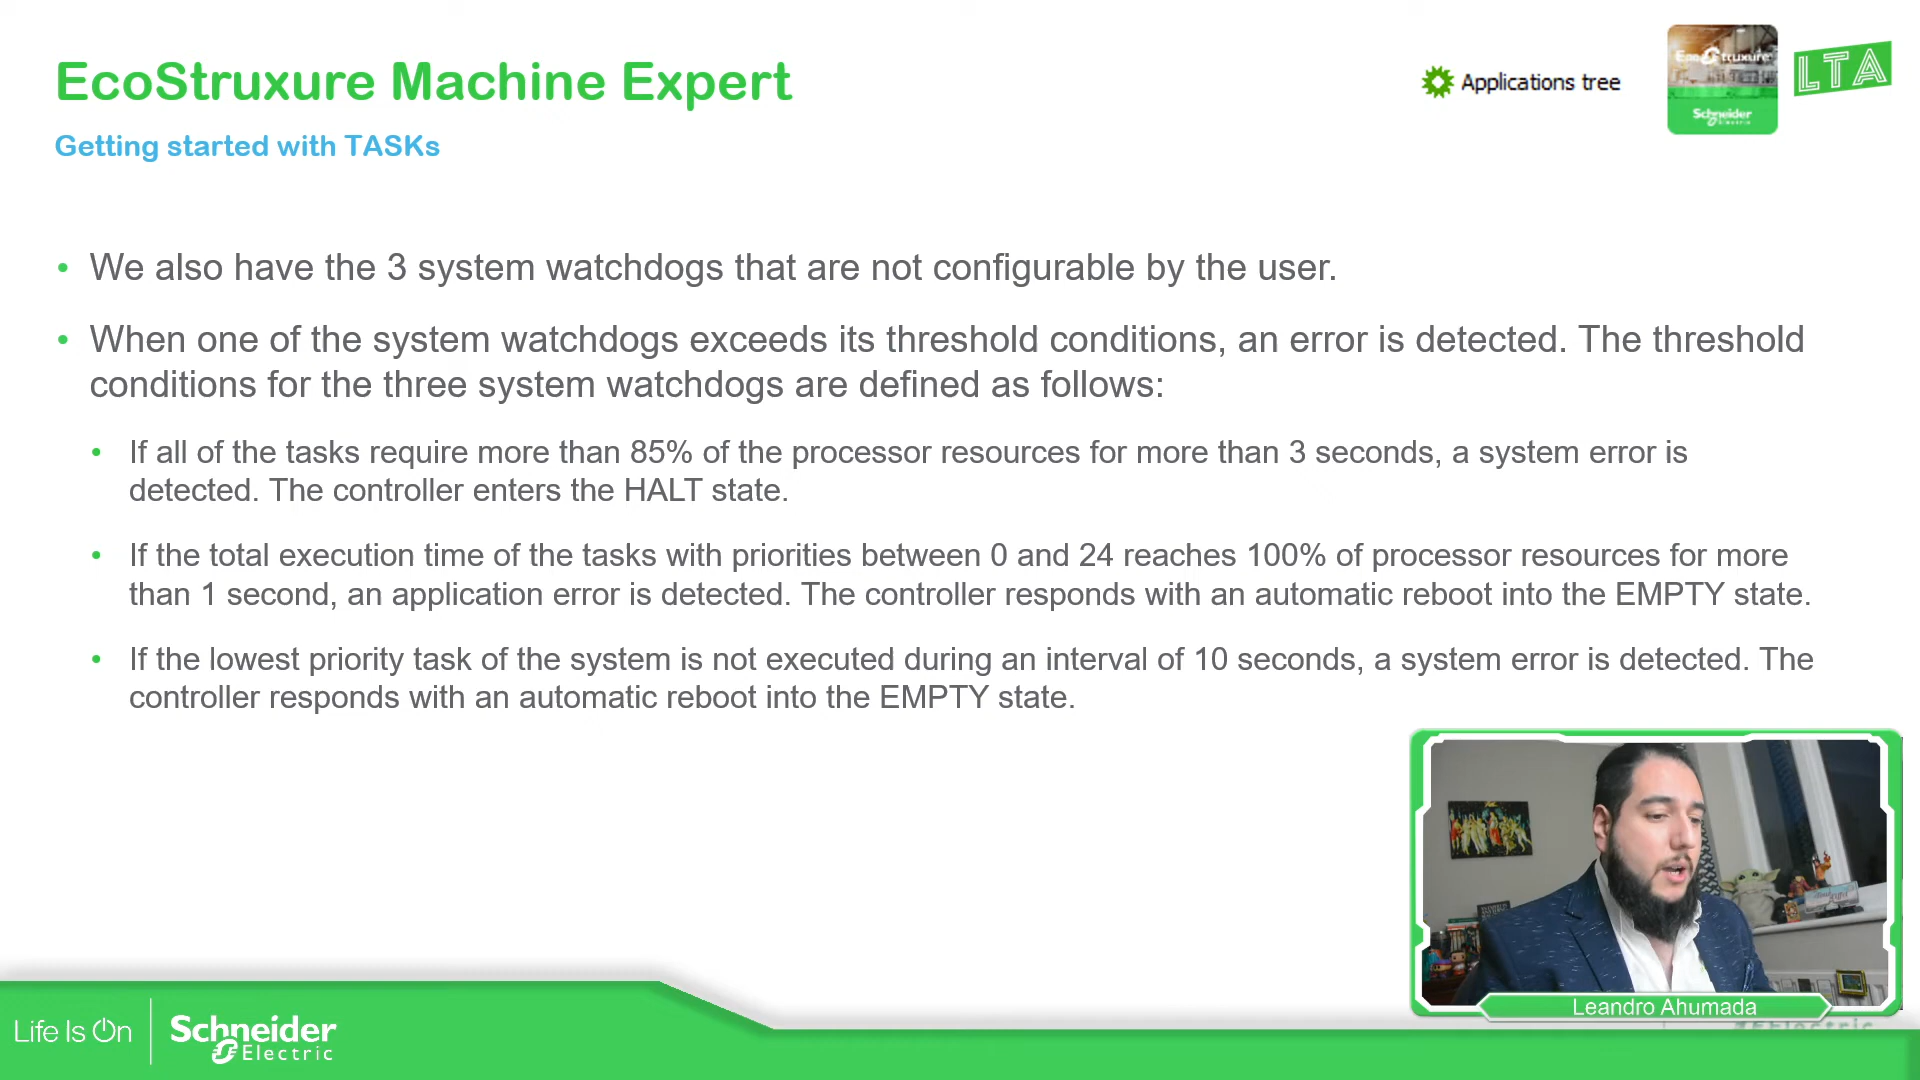 EcoStruxure Machine Expert
Getting started with TASKs
Applications tree
EcoStruxure
Schneider
Electric
LTA
• We also have the 3 system watchdogs that are not configurable by the user.
• When one of the system watchdogs exceeds its threshold conditions, an error is detected. The threshold
conditions for the three system watchdogs are defined as follows:
• If all of the tasks require more than 85% of the processor resources for more than 3 seconds, a system error is
detected. The controller enters the HALT state.
• If the total execution time of the tasks with priorities between 0 and 24 reaches 100% of processor resources for more
than 1 second, an application error is detected. The controller responds with an automatic reboot into the EMPTY state.
• If the lowest priority task of the system is not executed during an interval of 10 seconds, a system error is detected. The
controller responds with an automatic reboot into the EMPTY state.
Leandro Ahumada
Life Is On
Schneider
Electric